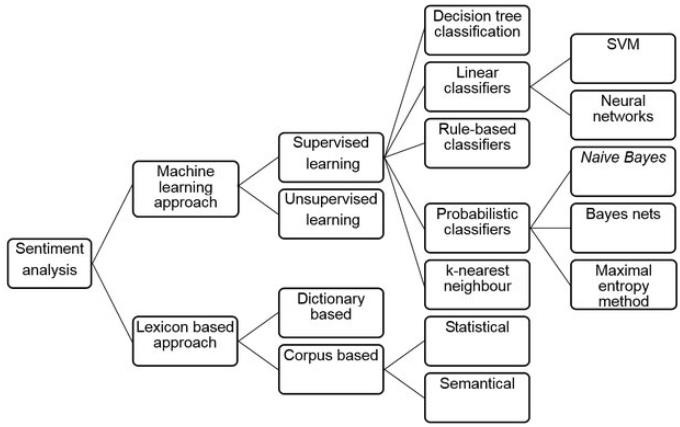 Decision tree
classification
SVM
Linear
classifiers
Neural
networks
Rule-based
classifiers
Supervised
learning
Naive Bayes
Machine
learning
approach
Unsupervised
learning
Probabilistic
classifiers
Bayes nets
Sentiment
analysis
k-nearest
neighbour
Maximal
entropy
method
Dictionary
based
Lexicon based
approach
Statistical
Corpus based
Semantical